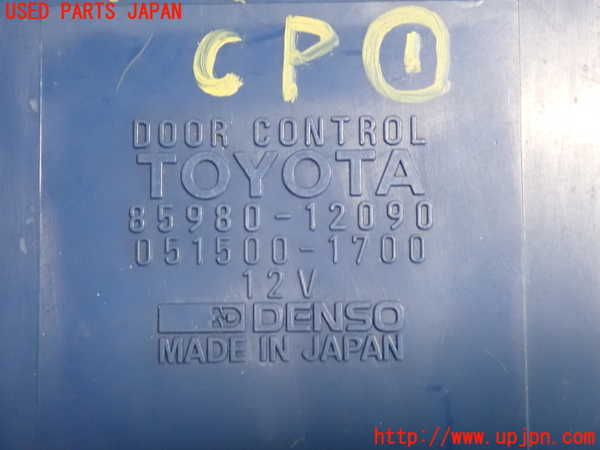 USED PARTS JAPAN
CP①
DOOR CONTROL
TOYOTA
85980-12090
051500-1700
12V
ND DENSO
MADE IN JAPAN
http://www.upjpn.com/